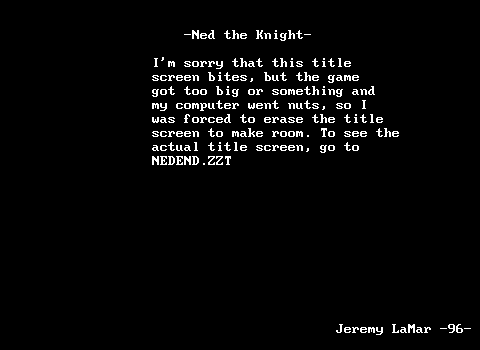 -Ned the Knight-
I'm sorry that this title
screen bites, but the game
got too big or something and
my computer went nuts, so I
was forced to erase the title
screen to make room. To see the
actual title screen, go to
NEDEND.ZZT
Jeremy LaMar -96-